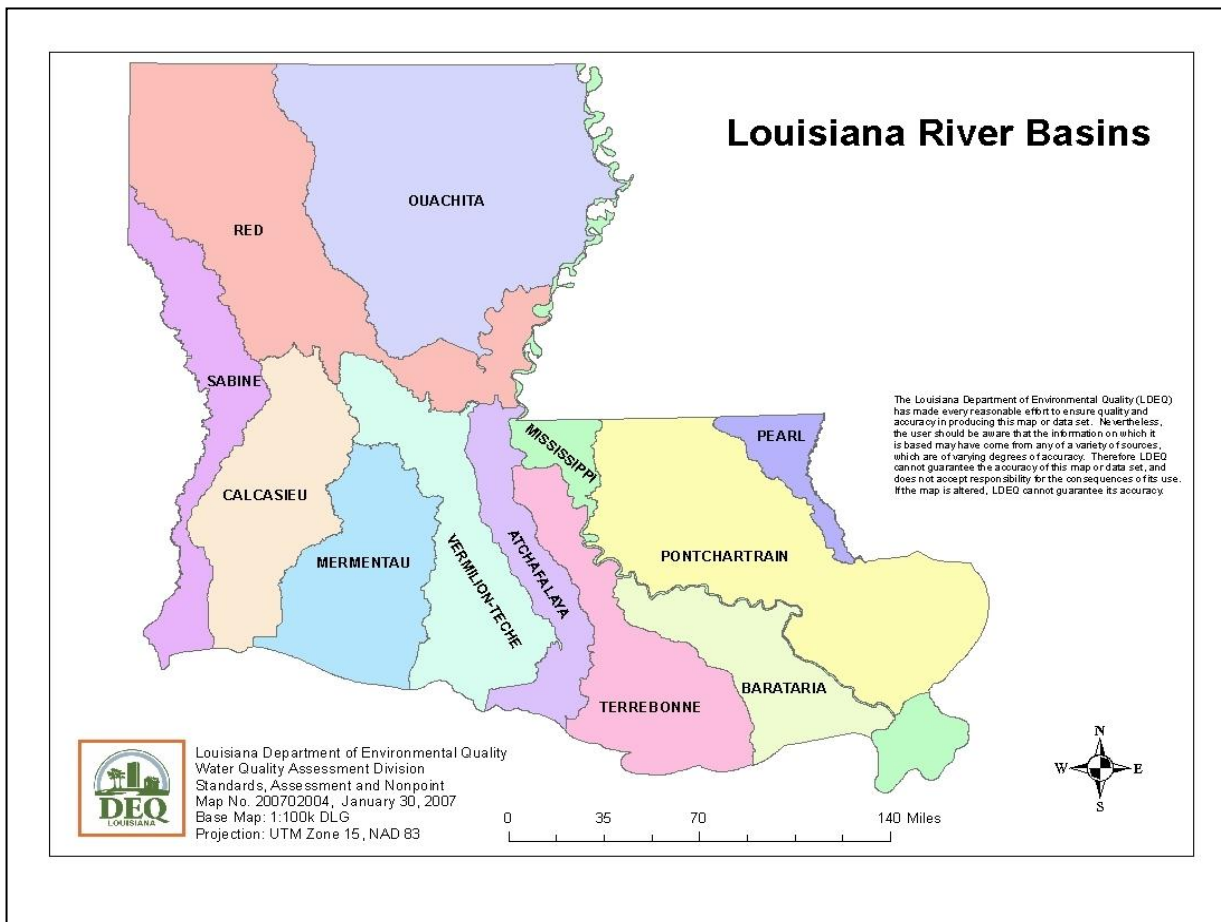 Louisiana River Basins
OUACHITA
RED
SABINE
MISSISSIPPI
PEARL
The Louisiana Department of Environmental Quality (LDEQ)
has made every reasonable effort to ensure quality and
accuracy in producing this map or data set. Nevertheless,
the user should be aware that the information on which it
is based may have come from any of a variety of sources,
which are of varying degrees of accuracy. Therefore LDEQ
cannot guarantee the accuracy of this map or data set, and
does not accept responsibility for the consequences of its use.
If the map is altered, LDEQ cannot guarantee its accuracy.
CALCASIEU
MERMENTAU
VERMILION-TECHE
ATCHAFALAYA
PONTCHARTRAIN
TERREBONNE
BARATARIA
DEQ
LOUISIANA
Louisiana Department of Environmental Quality
Water Quality Assessment Division
Standards, Assessment and Nonpoint
Map No. 200702004, January 30, 2007
Base Map: 1:100k DLG
Projection: UTM Zone 15, NAD 83
0 35 70 140 Miles
N
W E
S